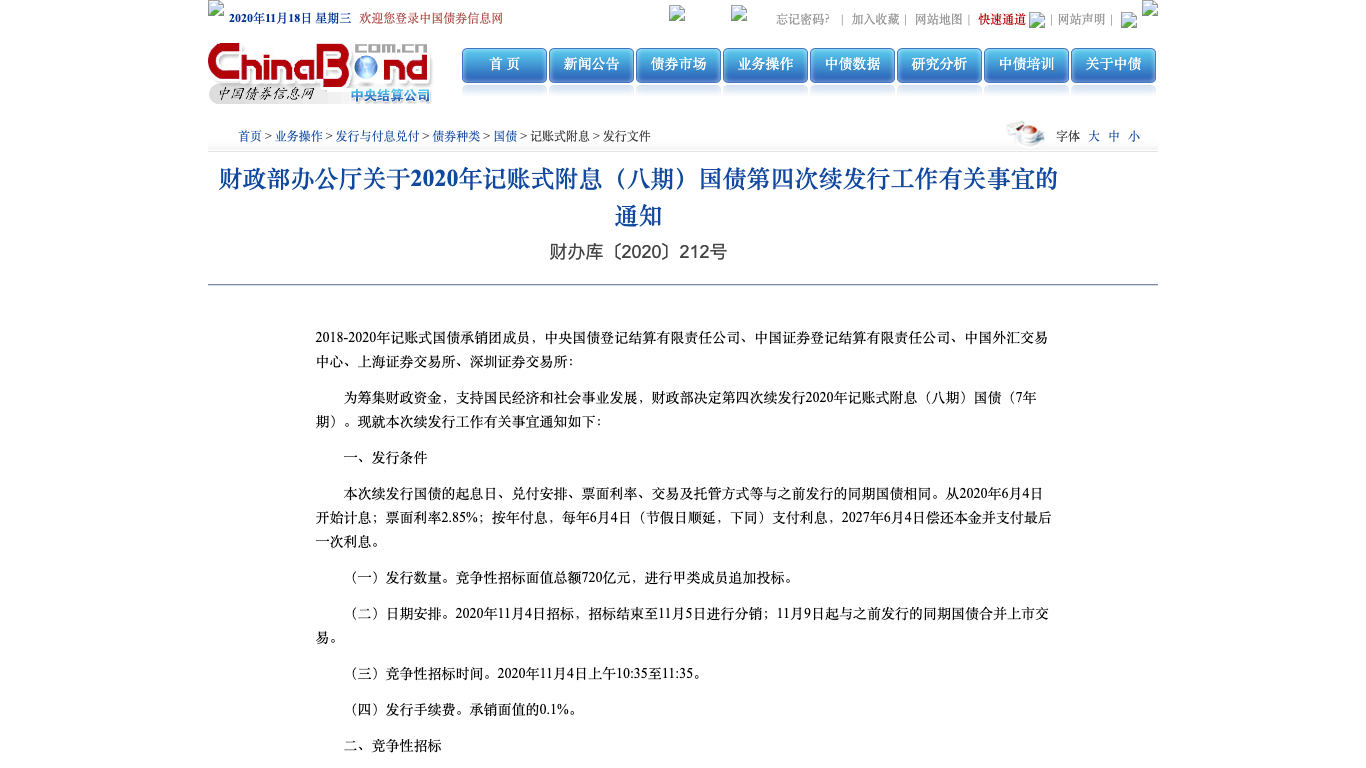 2020年11月18日 星期三 欢迎您登录中国债券信息网 忘记密码? | 加入收藏 | 网站地图 | 快速通道 | 网站声明 |
ChinaBond com.cn
中国债券信息网 中央结算公司
首 页 新闻公告 债券市场 业务操作 中债数据 研究分析 中债培训 关于中债
首页 > 业务操作 > 发行与付息兑付 > 债券种类 > 国债 > 记账式附息 > 发行文件 字体 大 中 小
财政部办公厅关于2020年记账式附息（八期）国债第四次续发行工作有关事宜的
通知
财办库〔2020〕212号
2018-2020年记账式国债承销团成员，中央国债登记结算有限责任公司、中国证券登记结算有限责任公司、中国外汇交易
中心、上海证券交易所、深圳证券交易所：
为筹集财政资金，支持国民经济和社会事业发展，财政部决定第四次续发行2020年记账式附息（八期）国债（7年
期）。现就本次续发行工作有关事宜通知如下：
一、发行条件
本次续发行国债的起息日、兑付安排、票面利率、交易及托管方式等与之前发行的同期国债相同。从2020年6月4日
开始计息；票面利率2.85%；按年付息，每年6月4日（节假日顺延，下同）支付利息，2027年6月4日偿还本金并支付最后
一次利息。
（一）发行数量。竞争性招标面值总额720亿元，进行甲类成员追加投标。
（二）日期安排。2020年11月4日招标，招标结束至11月5日进行分销；11月9日起与之前发行的同期国债合并上市交
易。
（三）竞争性招标时间。2020年11月4日上午10:35至11:35。
（四）发行手续费。承销面值的0.1%。
二、竞争性招标